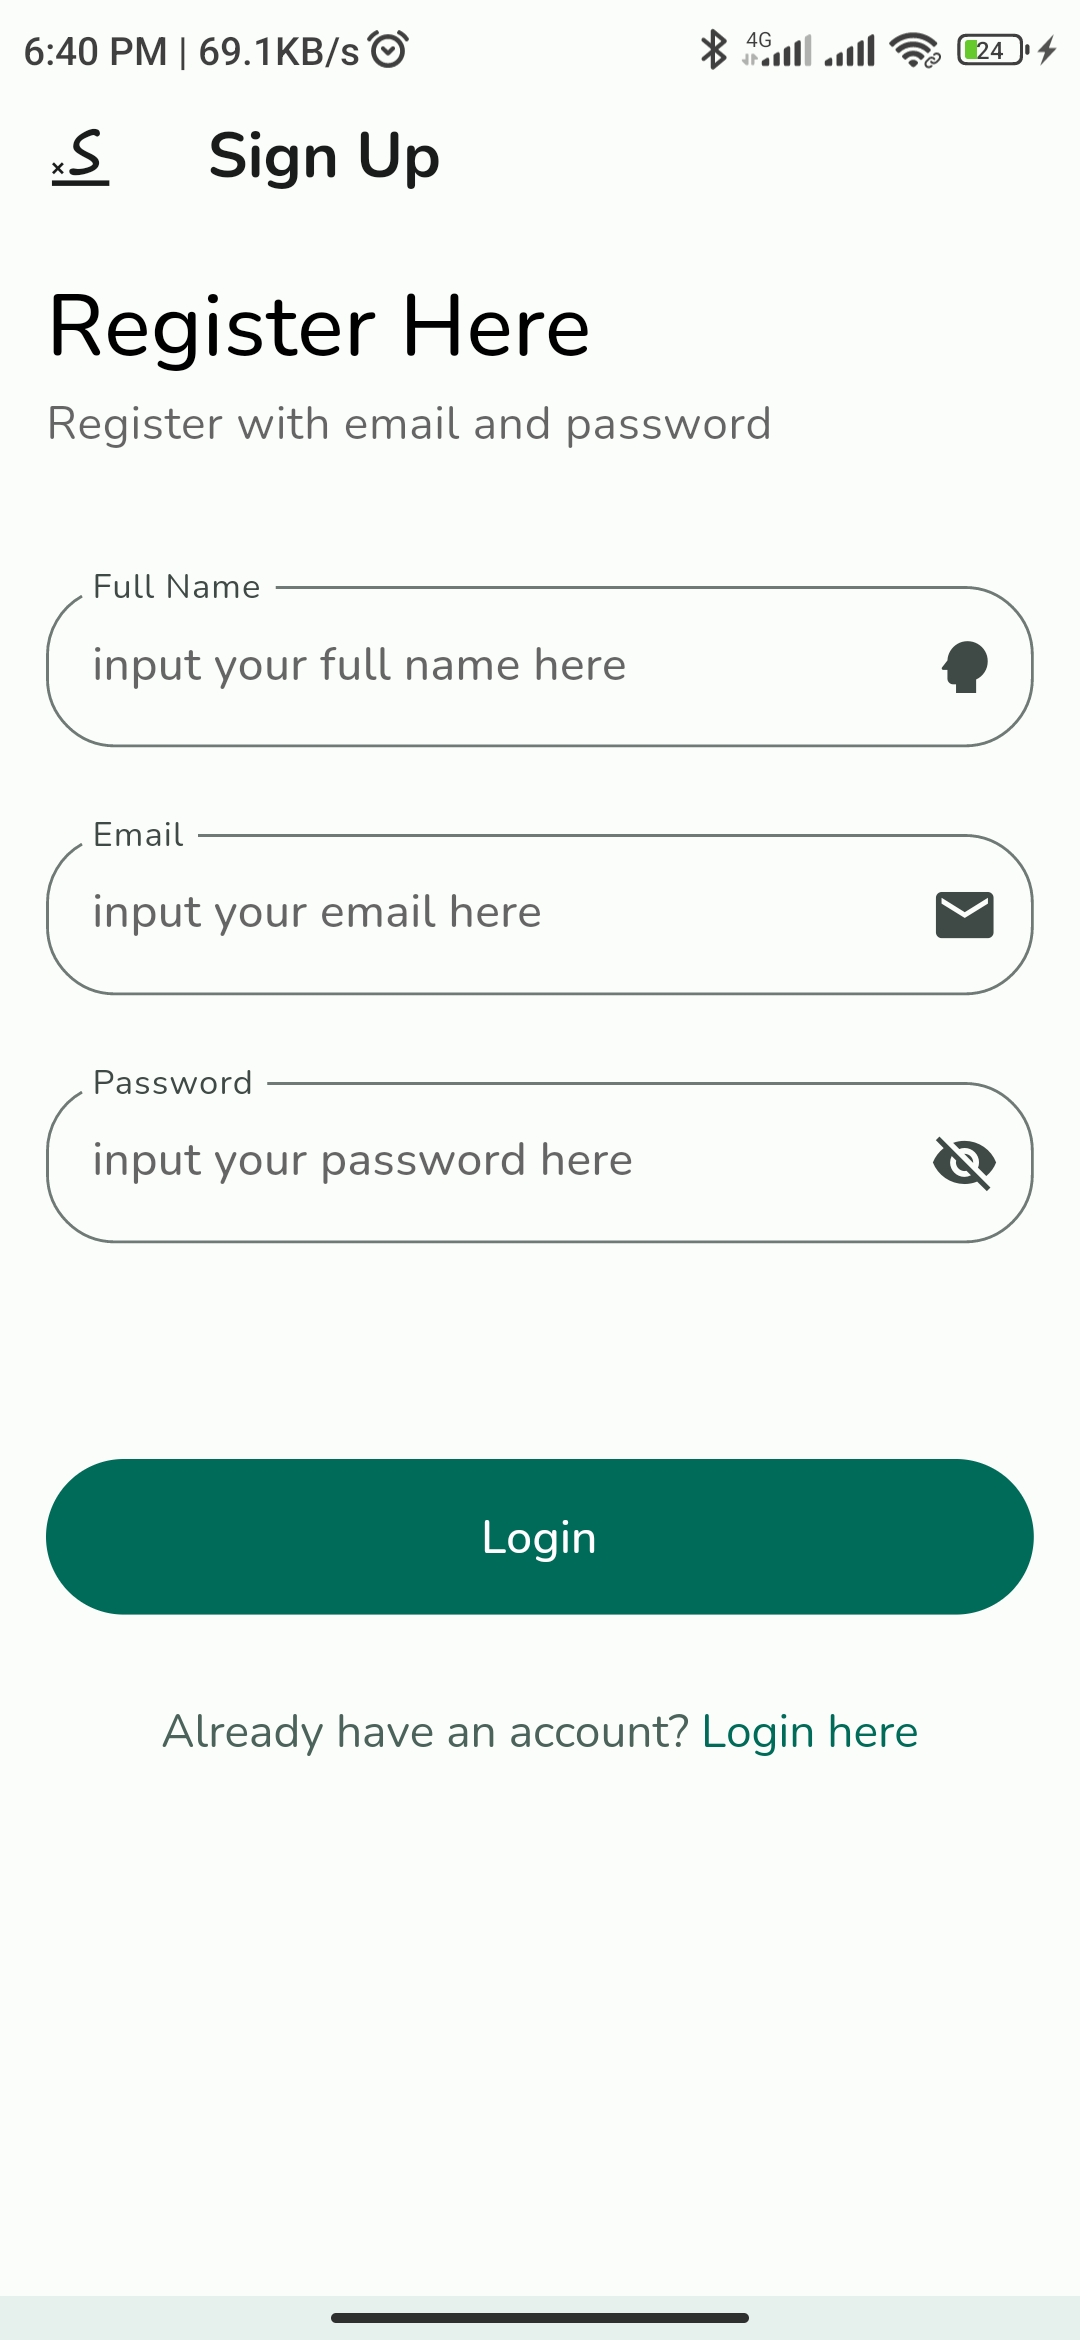 6:40 PM | 69.1KB/s 4G 24
Sign Up
Register Here
Register with email and password
Full Name
input your full name here
Email
input your email here
Password
input your password here
Login
Already have an account? Login here